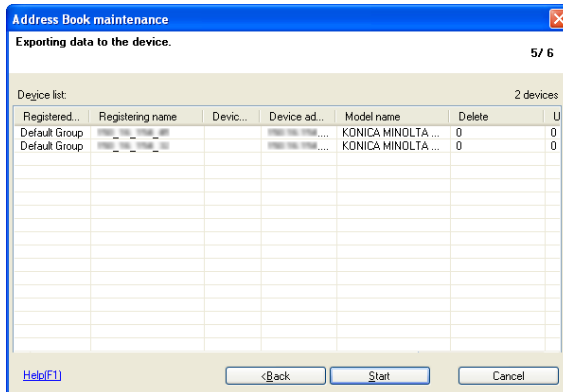 Address Book maintenance
Exporting data to the device.
5/ 6
Device list:
2 devices
Registered... Registering name Devic... Device ad... Model name Delete U
Default Group KONICA MINOLTA ... 0 0
Default Group KONICA MINOLTA ... 0 0
Help(F1)
<Back
Start
Cancel